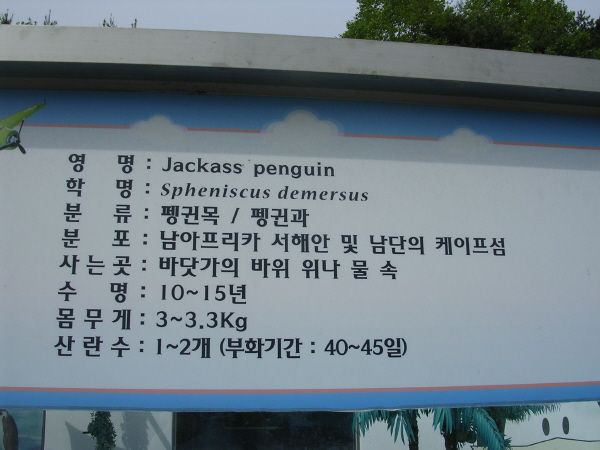 영 명 : Jackass penguin
학 명 : Spheniscus demersus
분 류 : 펭귄목 / 펭귄과
분 포 : 남아프리카 서해안 및 남단의 케이프섬
사는곳 : 바닷가의 바위 위나 물 속
수 명 : 10~15년
몸무게 : 3~3.3Kg
산란수 : 1~2개 (부화기간 : 40~45일)